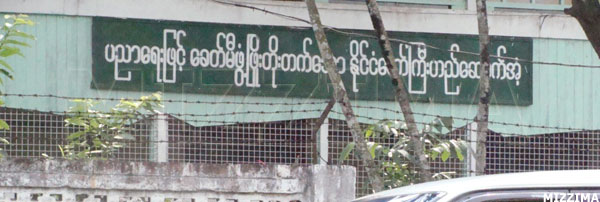 ပညာရေးဖြင့် ခေတ်မီဖွံ့ဖြိုးတိုးတက်သော နိုင်ငံတော်ကြီးပည်ဆောက်အံ့
MIZZIMA